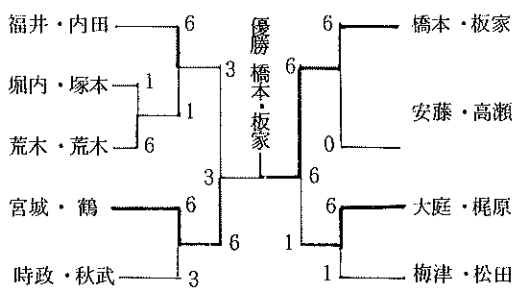 福井・内田
堀内・塚本
荒木・荒木
宮城・鶴
時政・秋武
6
1
6
1
3
6
3
6
3
優勝 橋本・板家
6
6
1
6
0
6
1
橋本・板家
安藤・高瀬
大庭・梶原
梅津・松田